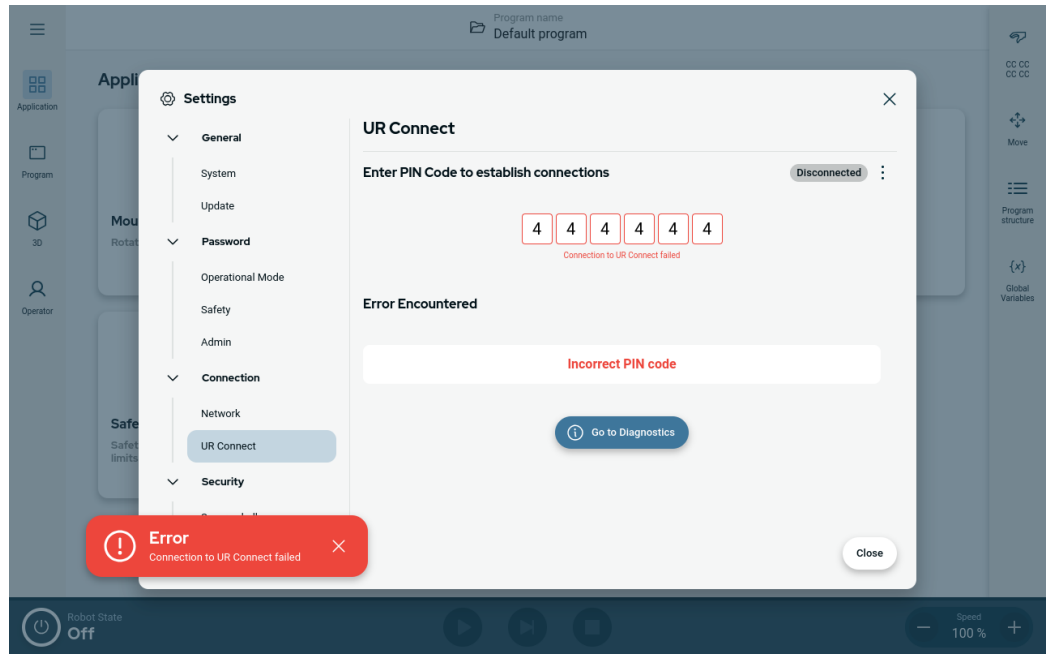 Program name
Default program
Appli
Application
Program
3D
Operator
Mou
Rotat
Safe
Safet
limits
CC CC
CC CC
Move
Program
structure
{x}
Global
Variables
Settings
General
System
Update
Password
Operational Mode
Safety
Admin
Connection
Network
UR Connect
Security
UR Connect
Enter PIN Code to establish connections
Disconnected
4 4 4 4 4 4
Connection to UR Connect failed
Error Encountered
Incorrect PIN code
Go to Diagnostics
Close
Error
Connection to UR Connect failed
Robot State
Off
Speed
100 %